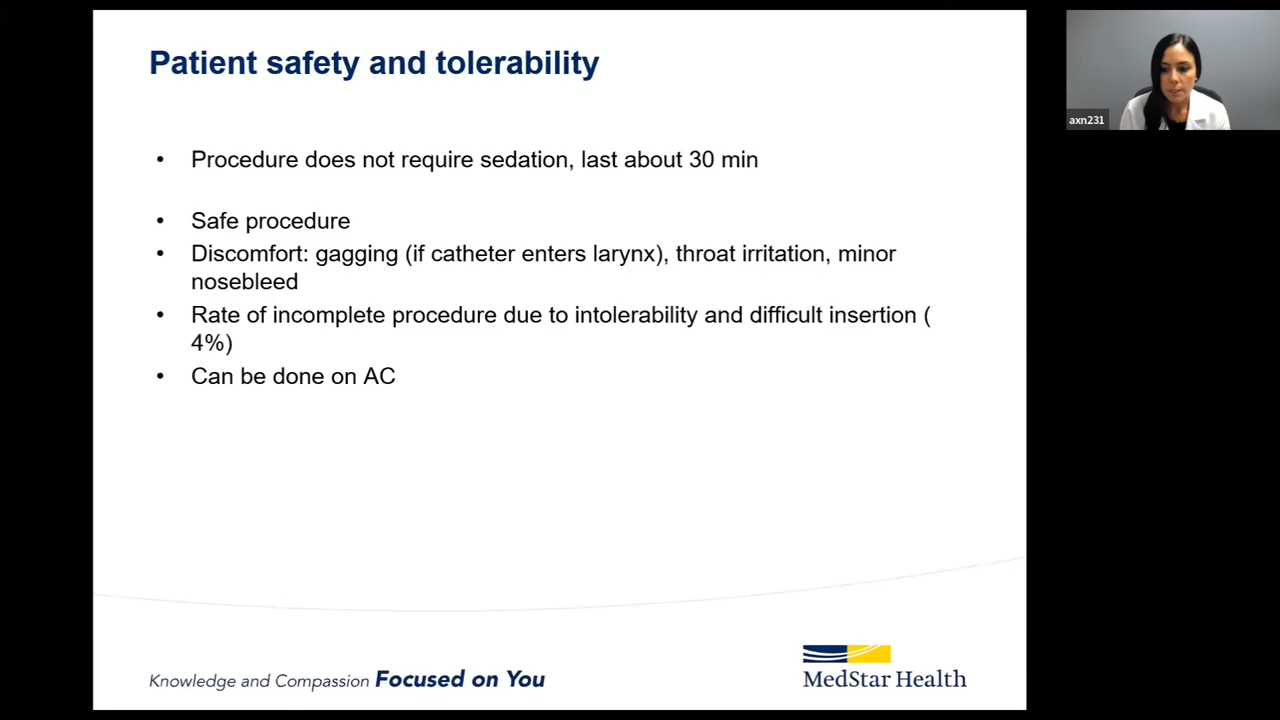 Patient safety and tolerability
• Procedure does not require sedation, last about 30 min
• Safe procedure
• Discomfort: gagging (if catheter enters larynx), throat irritation, minor
nosebleed
• Rate of incomplete procedure due to intolerability and difficult insertion (
4%)
• Can be done on AC
Knowledge and Compassion Focused on You
MedStar Health
axn231